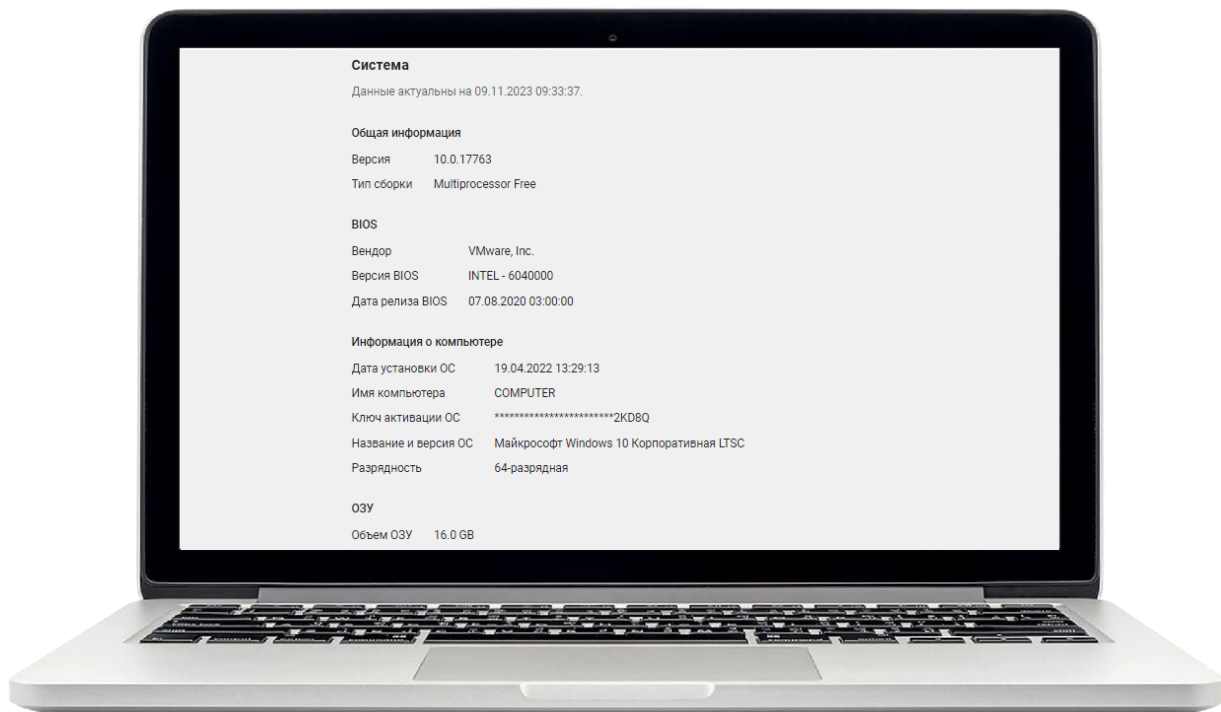 Система
Данные актуальны на 09.11.2023 09:33:37.
Общая информация
Версия 10.0.17763
Тип сборки Multiprocessor Free
BIOS
Вендор VMware, Inc.
Версия BIOS INTEL - 6040000
Дата релиза BIOS 07.08.2020 03:00:00
Информация о компьютере
Дата установки ОС 19.04.2022 13:29:13
Имя компьютера COMPUTER
Ключ активации ОС ************************2KD8Q
Название и версия ОС Майкрософт Windows 10 Корпоративная LTSC
Разрядность 64-разрядная
ОЗУ
Объем ОЗУ 16.0 GB